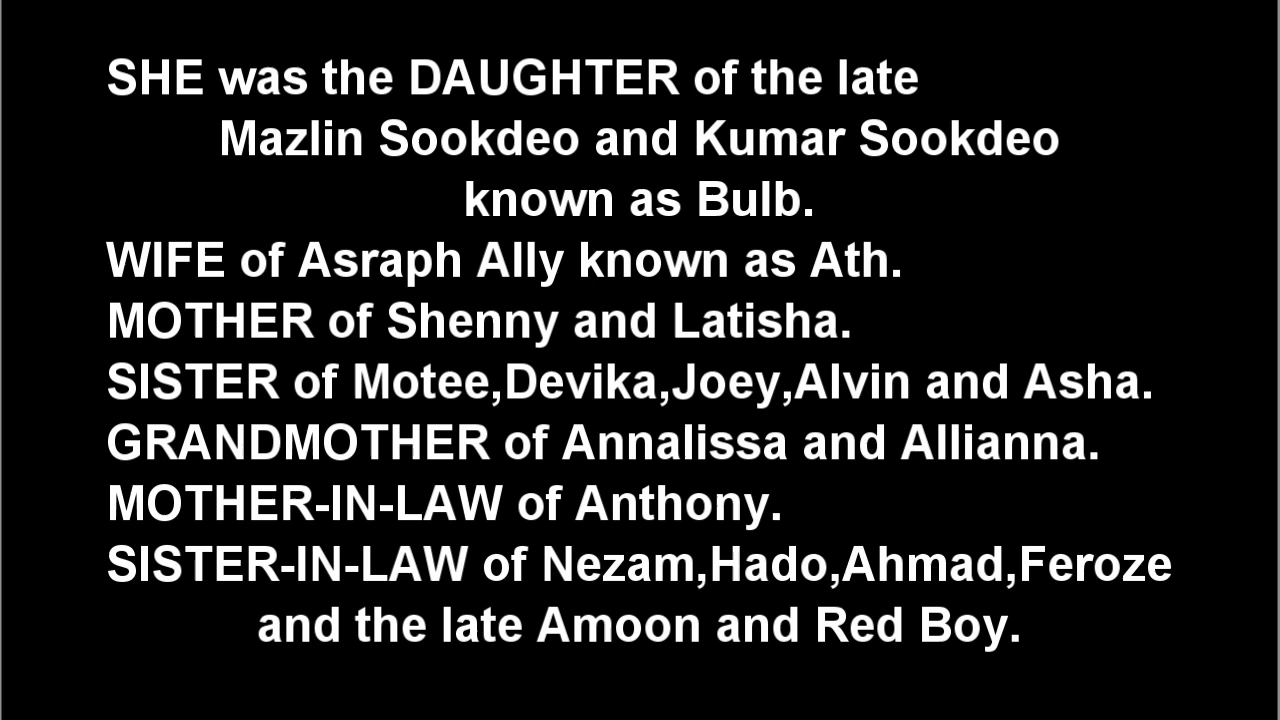 SHE was the DAUGHTER of the late
Mazlin Sookdeo and Kumar Sookdeo
known as Bulb.
WIFE of Asraph Ally known as Ath.
MOTHER of Shenny and Latisha.
SISTER of Motee,Devika,Joey,Alvin and Asha.
GRANDMOTHER of Annalissa and Allianna.
MOTHER-IN-LAW of Anthony.
SISTER-IN-LAW of Nezam,Hado,Ahmad,Feroze
and the late Amoon and Red Boy.